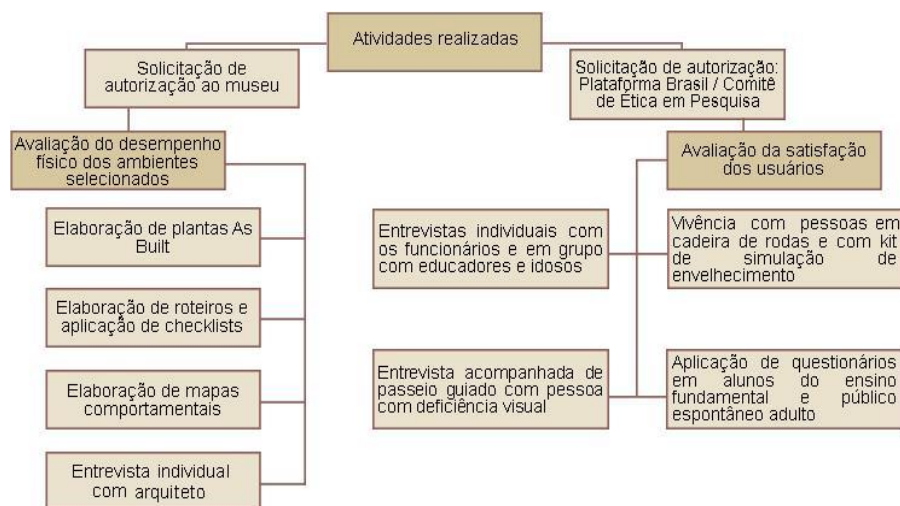 Atividades realizadas
Solicitação de
autorização ao museu
Solicitação de autorização:
Plataforma Brasil / Comitê
de Ética em Pesquisa
Avaliação do desempenho
físico dos ambientes
selecionados
Avaliação da satisfação
dos usuários
Elaboração de plantas As
Built
Elaboração de roteiros e
aplicação de checklists
Elaboração de mapas
comportamentais
Entrevista individual
com arquiteto
Entrevistas individuais com
os funcionários e em grupo
com educadores e idosos
Vivência com pessoas em
cadeira de rodas e com kit
de simulação de
envelhecimento
Entrevista acompanhada de
passeio guiado com pessoa
com deficiência visual
Aplicação de questionários
em alunos do ensino
fundamental e público
espontâneo adulto